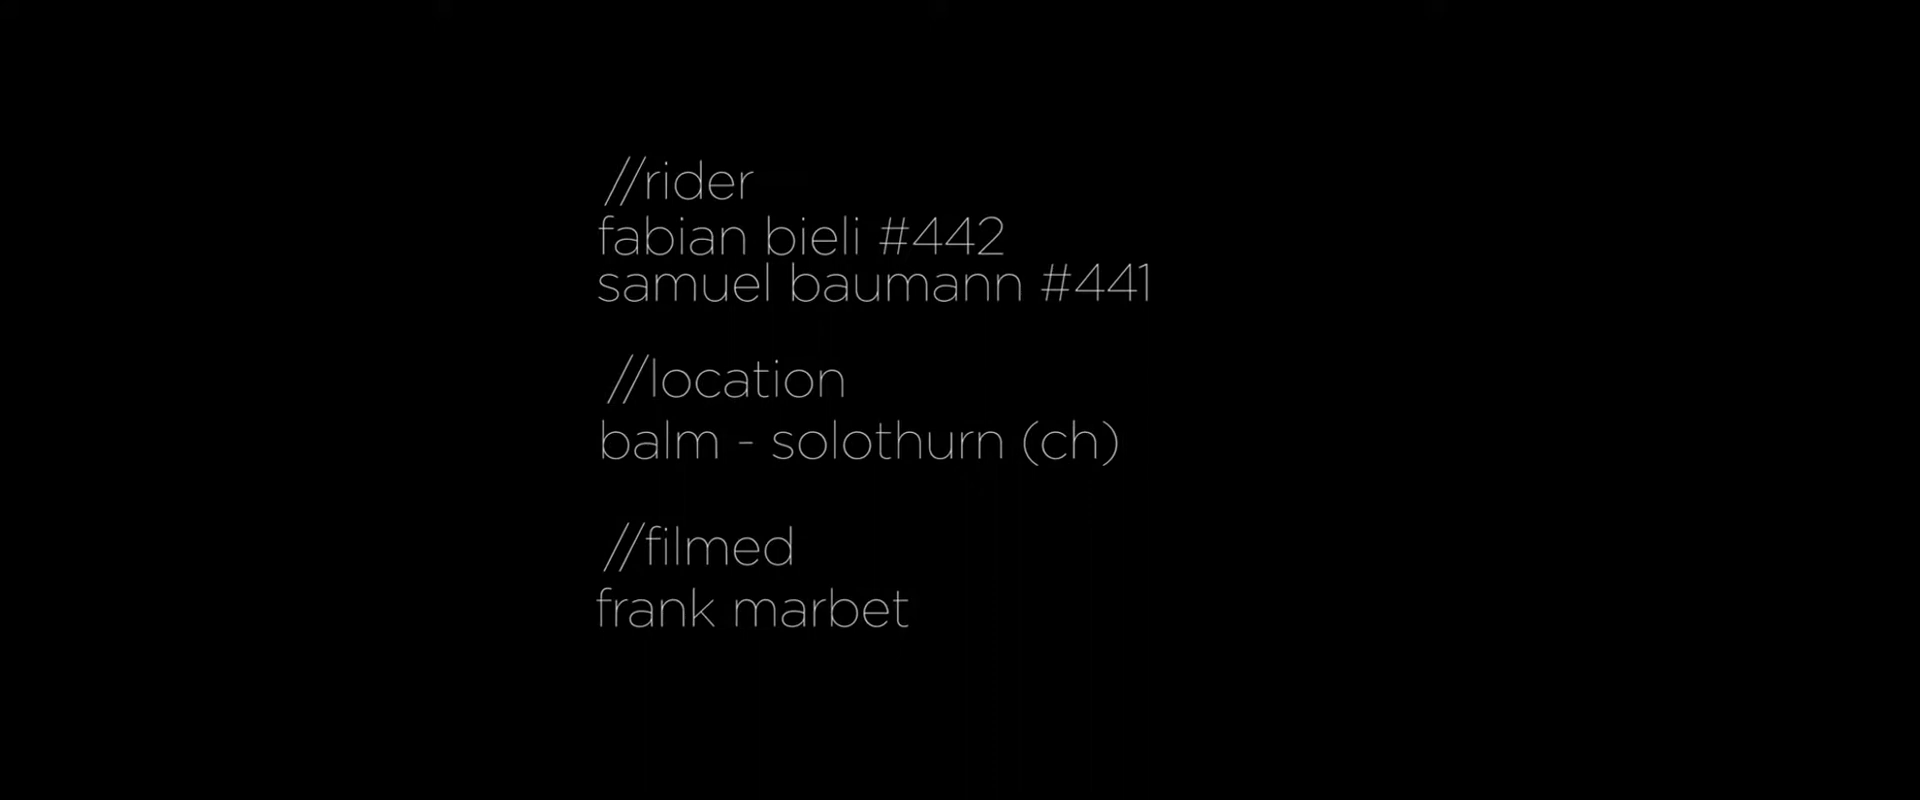 //rider
fabian bieli #442
samuel baumann #441
//location
balm - solothurn (ch)
//filmed
frank marbet